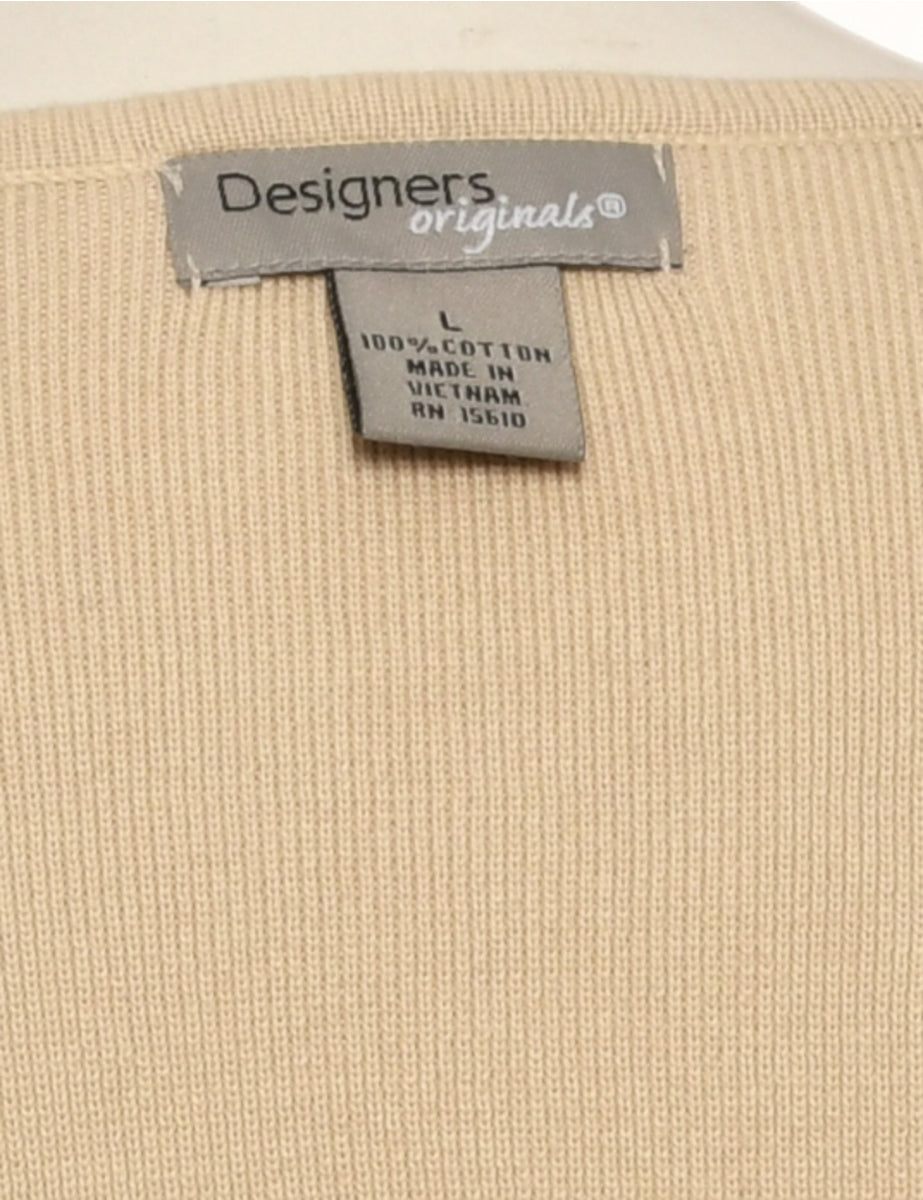 Designers
originals®
L
100% COTTON
MADE IN
VIETNAM
RN 15610